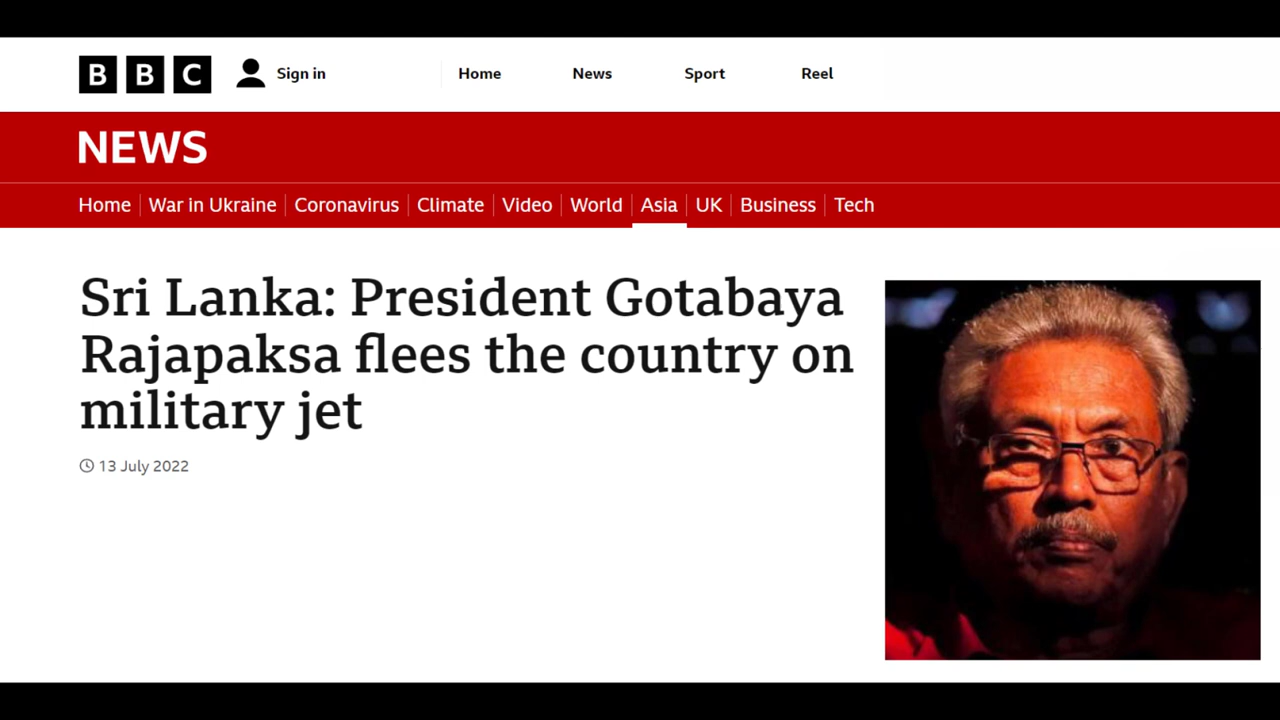 BBC Sign in Home News Sport Reel
NEWS
Home War in Ukraine Coronavirus Climate Video World Asia UK Business Tech
Sri Lanka: President Gotabaya
Rajapaksa flees the country on
military jet
13 July 2022